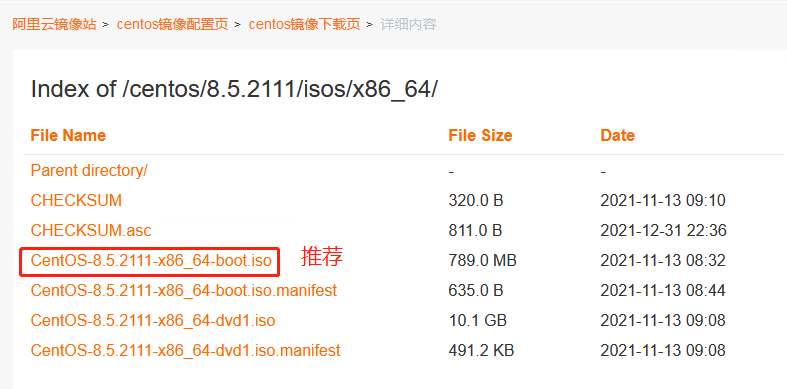 阿里云镜像站 > centos镜像配置页 > centos镜像下载页 > 详细内容
Index of /centos/8.5.2111/isos/x86_64/
File Name File Size Date
Parent directory/ - -
CHECKSUM 320.0 B 2021-11-13 09:10
CHECKSUM.asc 811.0 B 2021-12-31 22:36
CentOS-8.5.2111-x86_64-boot.iso 推荐 789.0 MB 2021-11-13 08:32
CentOS-8.5.2111-x86_64-boot.iso.manifest 635.0 B 2021-11-13 08:44
CentOS-8.5.2111-x86_64-dvd1.iso 10.1 GB 2021-11-13 09:08
CentOS-8.5.2111-x86_64-dvd1.iso.manifest 491.2 KB 2021-11-13 09:08